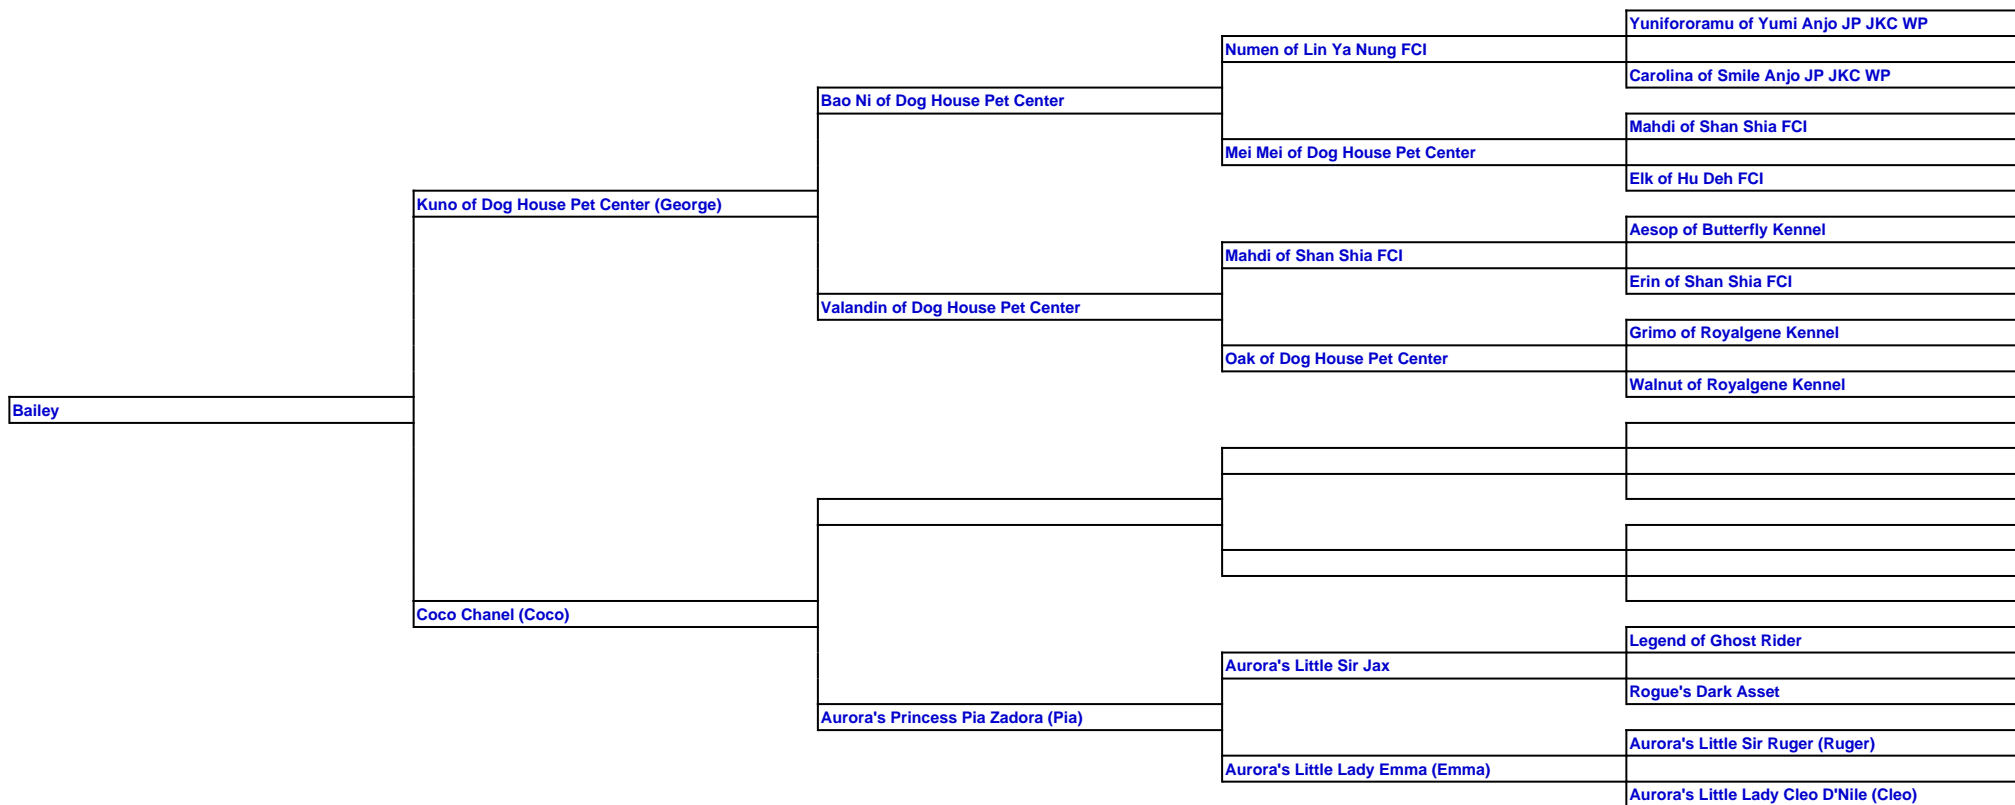 Yunifororamu of Yumi Anjo JP JKC WP
Numen of Lin Ya Nung FCI
Carolina of Smile Anjo JP JKC WP
Bao Ni of Dog House Pet Center
Mahdi of Shan Shia FCI
Mei Mei of Dog House Pet Center
Elk of Hu Deh FCI
Kuno of Dog House Pet Center (George)
Aesop of Butterfly Kennel
Mahdi of Shan Shia FCI
Erin of Shan Shia FCI
Valandin of Dog House Pet Center
Grimo of Royalgene Kennel
Oak of Dog House Pet Center
Walnut of Royalgene Kennel
Bailey
Coco Chanel (Coco)
Legend of Ghost Rider
Aurora's Little Sir Jax
Rogue's Dark Asset
Aurora's Princess Pia Zadora (Pia)
Aurora's Little Sir Ruger (Ruger)
Aurora's Little Lady Emma (Emma)
Aurora's Little Lady Cleo D'Nile (Cleo)